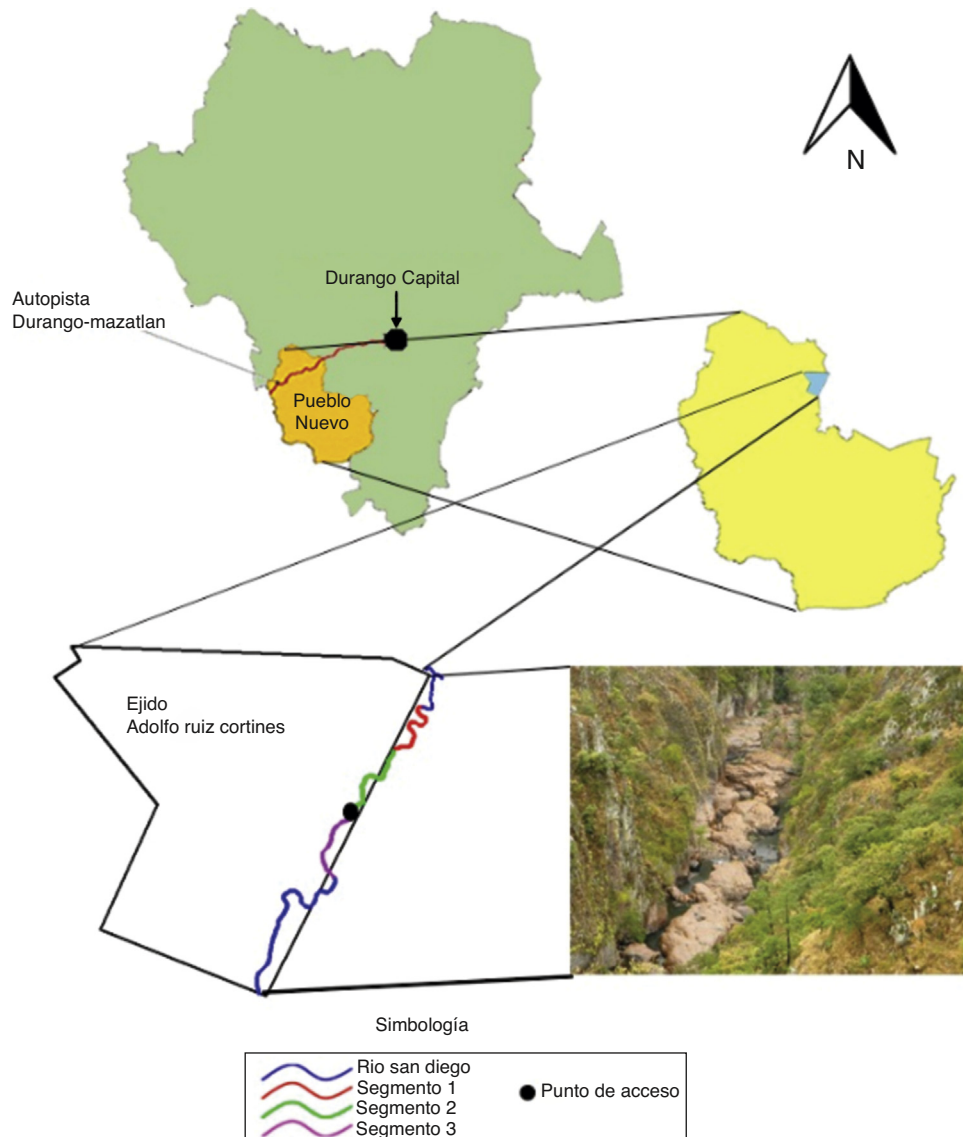 N
Durango Capital
Autopista
Durango-mazatlan
Pueblo
Nuevo
Ejido
Adolfo ruiz cortines
Simbología
Rio san diego
Segmento 1
Segmento 2
Segmento 3
Punto de acceso